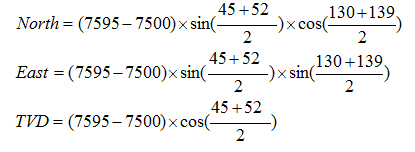 North = (7595 − 7500) × sin(45 + 52 / 2) × cos(130 + 139 / 2)
East = (7595 − 7500) × sin(45 + 52 / 2) × sin(130 + 139 / 2)
TVD = (7595 − 7500) × cos(45 + 52 / 2)